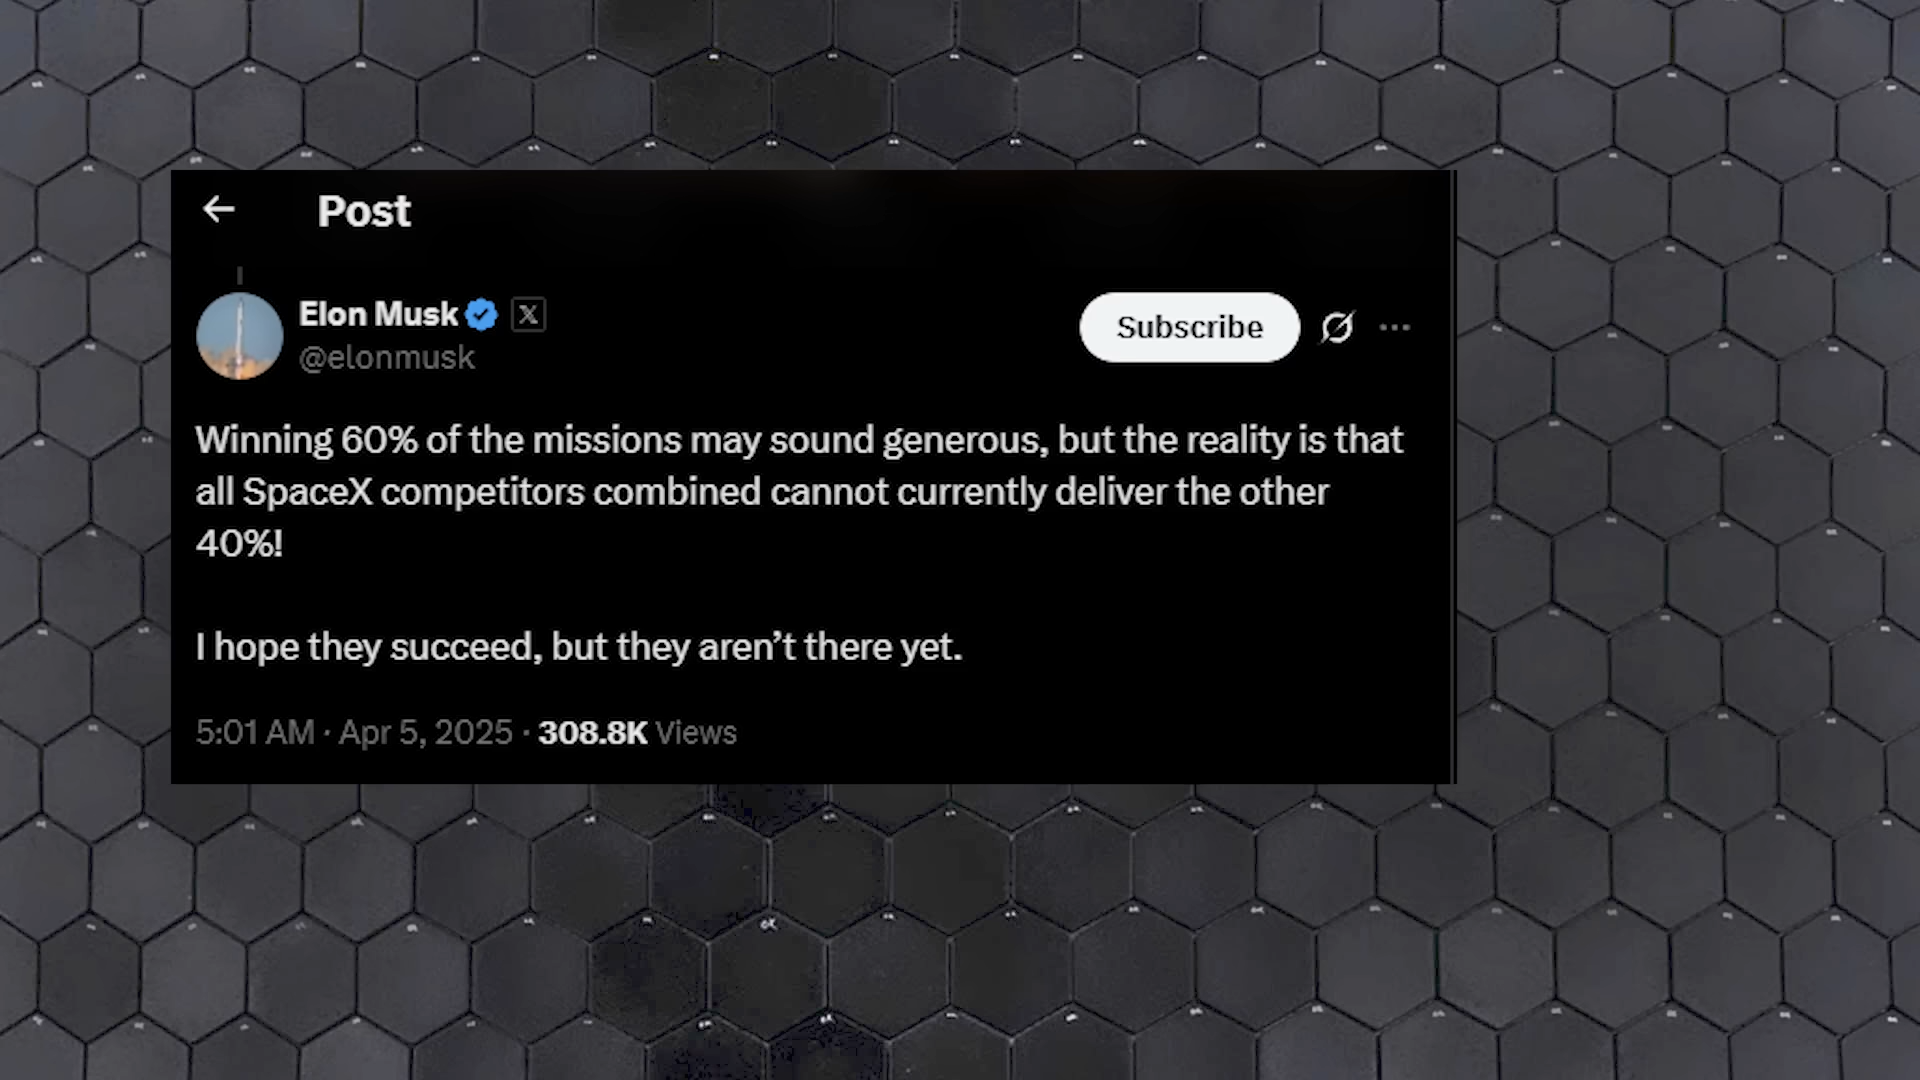 Post
Elon Musk
@elonmusk
Subscribe
Winning 60% of the missions may sound generous, but the reality is that
all SpaceX competitors combined cannot currently deliver the other
40%!
I hope they succeed, but they aren’t there yet.
5:01 AM · Apr 5, 2025 · 308.8K Views